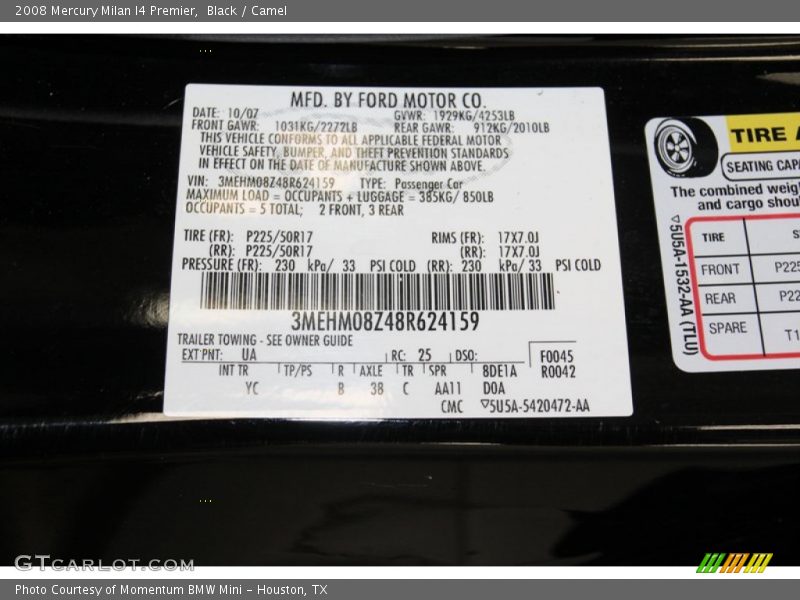 2008 Mercury Milan I4 Premier,  Black / Camel
MFD. BY FORD MOTOR CO.
DATE: 10/07 GVWR: 1929KG/4253LB
FRONT GAWR: 1031KG/2272LB REAR GAWR: 912KG/2010LB
THIS VEHICLE CONFORMS TO ALL APPLICABLE FEDERAL MOTOR
VEHICLE SAFETY, BUMPER, AND THEFT PREVENTION STANDARDS
IN EFFECT ON THE DATE OF MANUFACTURE SHOWN ABOVE.
VIN: 3MEHM08Z48R624159 TYPE: Passenger Car
MAXIMUM LOAD = OCCUPANTS + LUGGAGE = 385KG/ 850LB
OCCUPANTS = 5 TOTAL; 2 FRONT, 3 REAR
TIRE (FR): P225/50R17 RIMS (FR): 17X7.0J
(RR): P225/50R17 (RR): 17X7.0J
PRESSURE (FR): 230 kPa/ 33 PSI COLD (RR): 230 kPa/ 33 PSI COLD
3MEHM08Z48R624159
TRAILER TOWING - SEE OWNER GUIDE
EXT PNT: UA RC: 25 DSO: F0045
INT TR TP/PS R AXLE TR SPR 8DE1A R0042
YC B 38 C AA11 D0A
CMC ▽5U5A-5420472-AA
TIRE A
SEATING CAP
The combined weig
and cargo shou
▽5U5A-1532-AA (TLU)
TIRE S
FRONT P225
REAR P22
SPARE T1
GTCARLOT.COM
Photo Courtesy of Momentum BMW Mini – Houston, TX